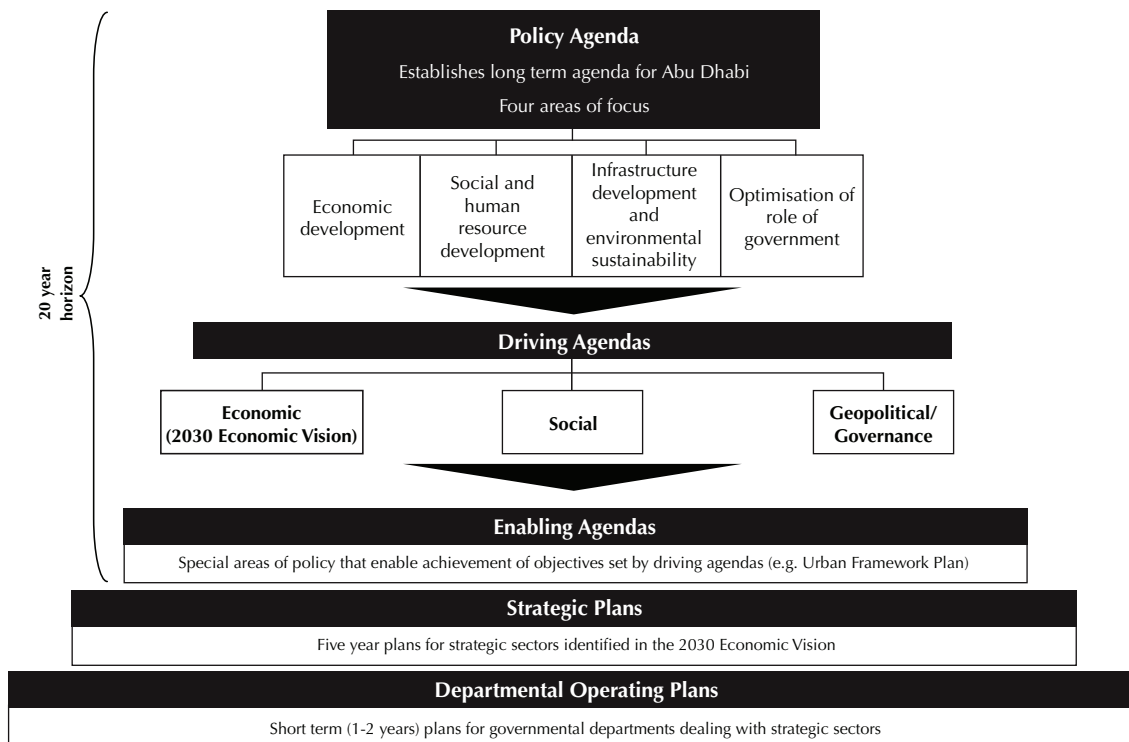 Policy Agenda
Establishes long term agenda for Abu Dhabi
Four areas of focus
Economic
development
Social and
human
resource
development
Infrastructure
development
and
environmental
sustainability
Optimisation of
role of
government
20 year
horizon
Driving Agendas
Economic
(2030 Economic Vision)
Social
Geopolitical/
Governance
Enabling Agendas
Special areas of policy that enable achievement of objectives set by driving agendas (e.g. Urban Framework Plan)
Strategic Plans
Five year plans for strategic sectors identified in the 2030 Economic Vision
Departmental Operating Plans
Short term (1-2 years) plans for governmental departments dealing with strategic sectors